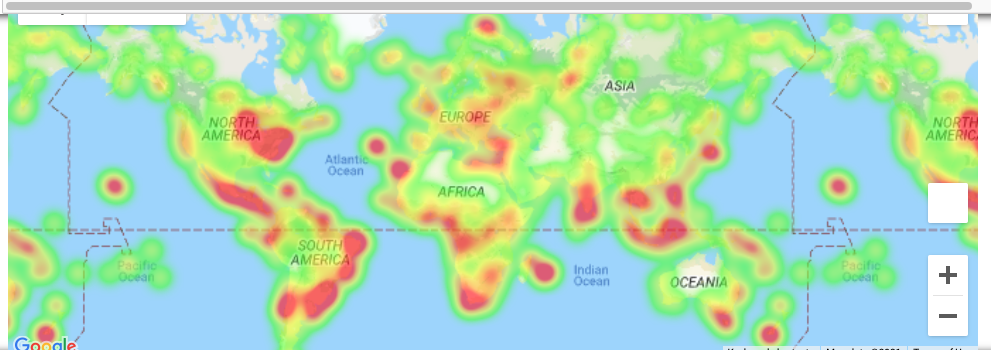 ASIA
EUROPE
NORTH
AMERICA
NORTH
AMERICA
Atlantic
Ocean
AFRICA
SOUTH
AMERICA
Pacific
Ocean
Indian
Ocean
OCEANIA
Pacific
Ocean
+
−
Google